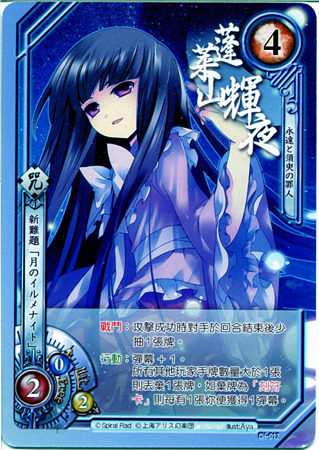 蓬萊山輝夜
4
永遠と須臾の罪人
咒
新難題「月のイルメナイト」
戰鬥：攻擊成功時對手於回合結束後少
抽1張牌。
行動：彈幕＋1。
所有其他玩家手牌數量大於1張
則丟棄1張牌。如棄牌為「刻符
卡」則每有1張你便獲得1彈幕。
0
2
2
©Spiral Rad ©上海アリス幻楽団 Illust:Aya